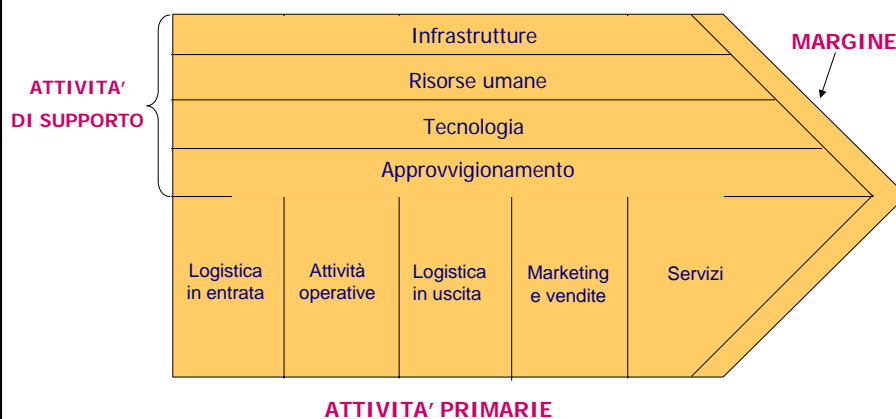 Infrastrutture
MARGINE
Risorse umane
ATTIVITA'
DI SUPPORTO
Tecnologia
Approvvigionamento
Logistica
in entrata
Attività
operative
Logistica
in uscita
Marketing
e vendite
Servizi
ATTIVITA' PRIMARIE